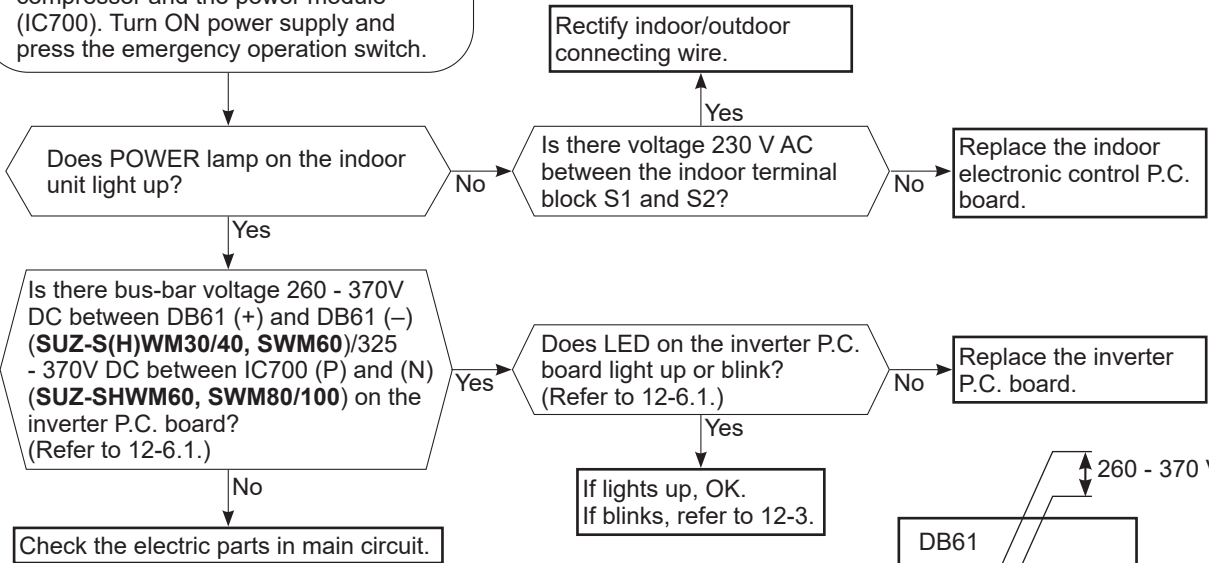 compressor and the power module
(IC700). Turn ON power supply and
press the emergency operation switch.
Rectify indoor/outdoor
connecting wire.
Yes
Does POWER lamp on the indoor
unit light up?
No
Is there voltage 230 V AC
between the indoor terminal
block S1 and S2?
No
Replace the indoor
electronic control P.C.
board.
Yes
Is there bus-bar voltage 260 - 370V
DC between DB61 (+) and DB61 (–)
(SUZ-S(H)WM30/40, SWM60)/325
- 370V DC between IC700 (P) and (N)
(SUZ-SHWM60, SWM80/100) on the
inverter P.C. board?
(Refer to 12-6.1.)
Yes
Does LED on the inverter P.C.
board light up or blink?
(Refer to 12-6.1.)
No
Replace the inverter
P.C. board.
Yes
If lights up, OK.
If blinks, refer to 12-3.
No
Check the electric parts in main circuit.
260 - 370
DB61